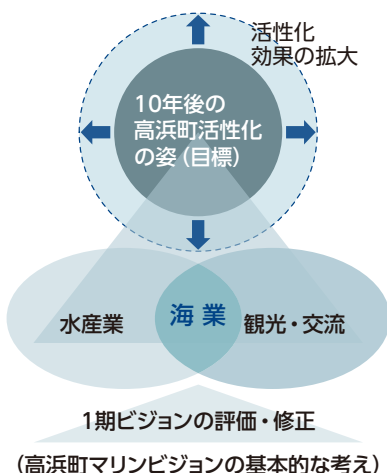 活性化
効果の拡大
10年後の
高浜町活性化
の姿（目標）
水産業
海業
観光・交流
1期ビジョンの評価・修正
（高浜町マリンビジョンの基本的な考え）